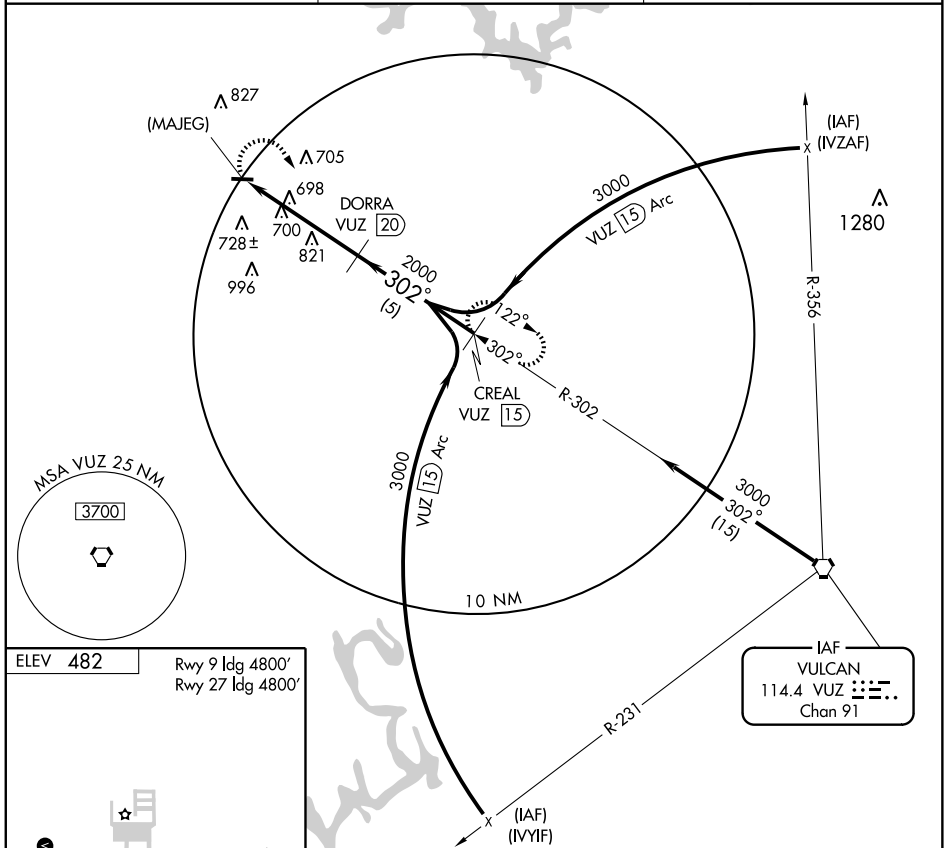 827
(MAJEG)
705
698
700
728±
821
996
DORRA
VUZ 20
2000
302°
(5)
3000
VUZ 15 Arc
(IAF)
(IVZAF)
1280
R-356
122°
302°
CREAL
VUZ 15
R-302
3000
VUZ 15 Arc
3000
302°
(15)
MSA VUZ 25 NM
3700
10 NM
R-231
IAF
VULCAN
114.4 VUZ
Chan 91
(IAF)
(IVYIF)
ELEV 482
Rwy 9 ldg 4800'
Rwy 27 ldg 4800'
V